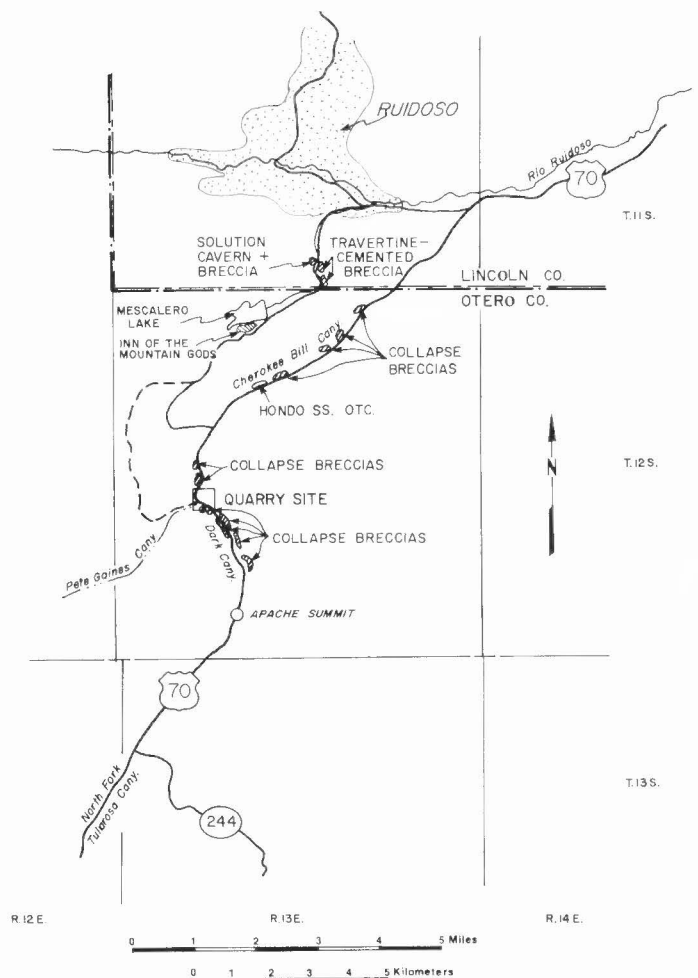 RUIDOSO
Rio Ruidoso
70
T.11 S.
SOLUTION
CAVERN +
BRECCIA
TRAVERTINE-
CEMENTED
BRECCIA
LINCOLN CO.
OTERO CO.
MESCALERO
LAKE
INN OF THE
MOUNTAIN GODS
Cherokee Bill Cany.
COLLAPSE
BRECCIAS
HONDO SS. OTC.
N
T.12 S.
COLLAPSE BRECCIAS
QUARRY SITE
COLLAPSE BRECCIAS
Dark Cany.
Pete Gaines Cany.
APACHE SUMMIT
70
North Fork
Tularosa Cany.
T.13 S.
244
R.12 E.
R.13 E.
R.14 E.
0 1 2 3 4 5 Miles
0 1 2 3 4 5 Kilometers